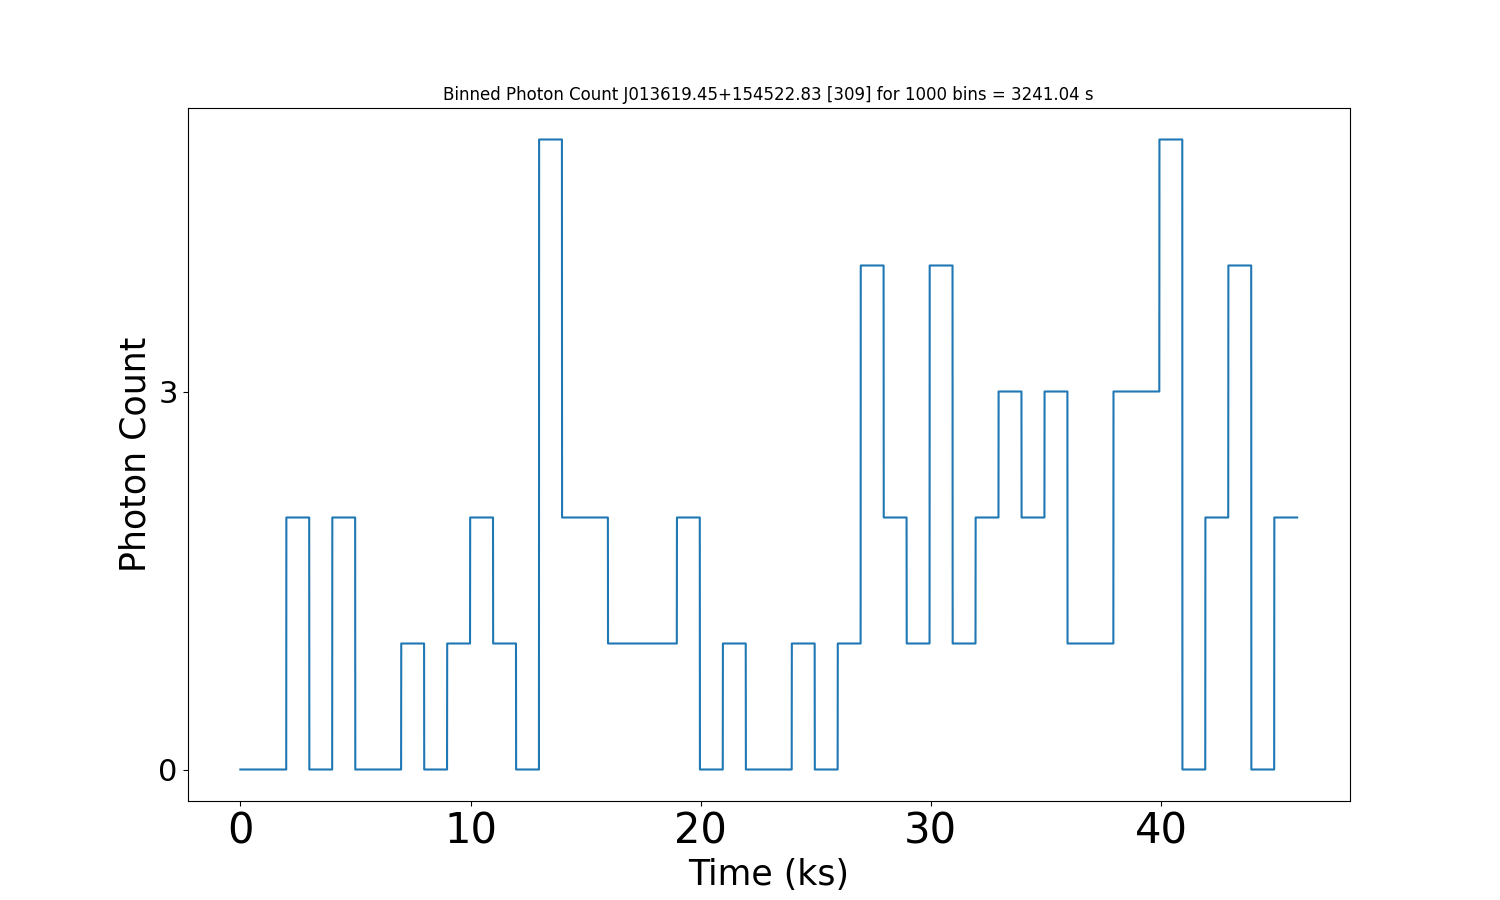 Binned Photon Count J013619.45+154522.83 [309] for 1000 bins = 3241.04 s
Photon Count
3
0
0 10 20 30 40
Time (ks)